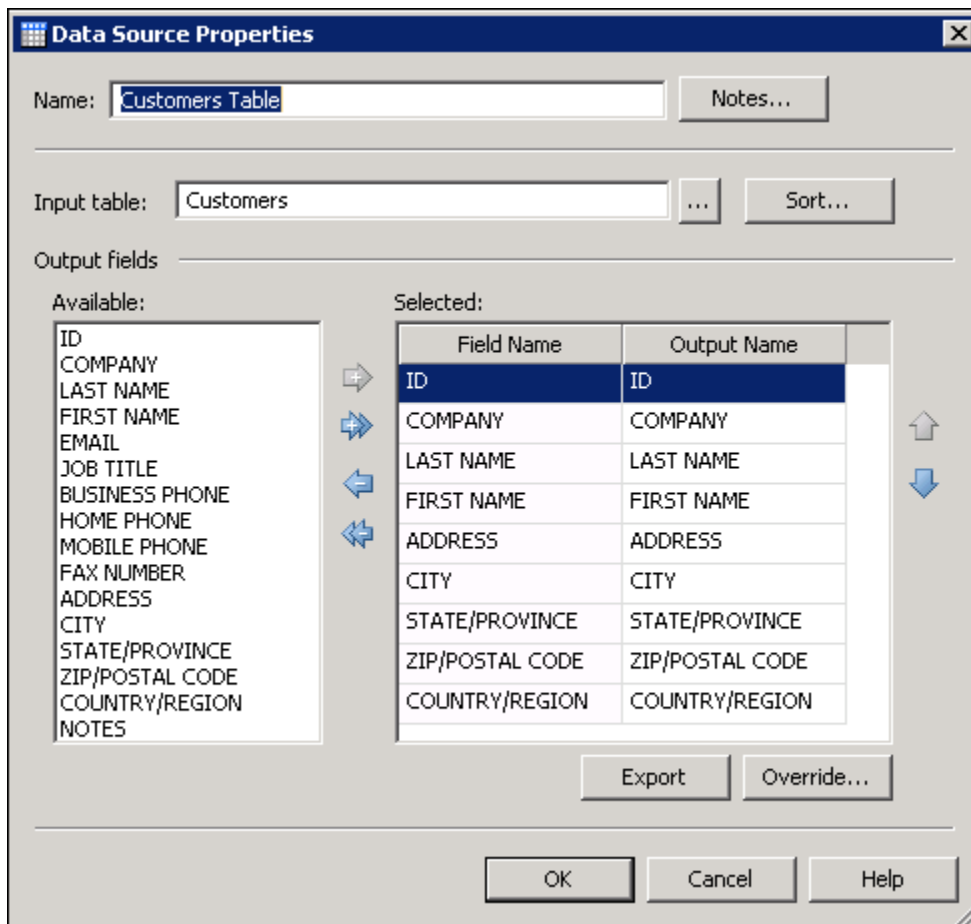 Data Source Properties
Name: Customers Table Notes...
Input table: Customers ... Sort...
Output fields
Available:
ID
COMPANY
LAST NAME
FIRST NAME
EMAIL
JOB TITLE
BUSINESS PHONE
HOME PHONE
MOBILE PHONE
FAX NUMBER
ADDRESS
CITY
STATE/PROVINCE
ZIP/POSTAL CODE
COUNTRY/REGION
NOTES
Selected:
Field Name Output Name
ID ID
COMPANY COMPANY
LAST NAME LAST NAME
FIRST NAME FIRST NAME
ADDRESS ADDRESS
CITY CITY
STATE/PROVINCE STATE/PROVINCE
ZIP/POSTAL CODE ZIP/POSTAL CODE
COUNTRY/REGION COUNTRY/REGION
Export Override...
OK Cancel Help